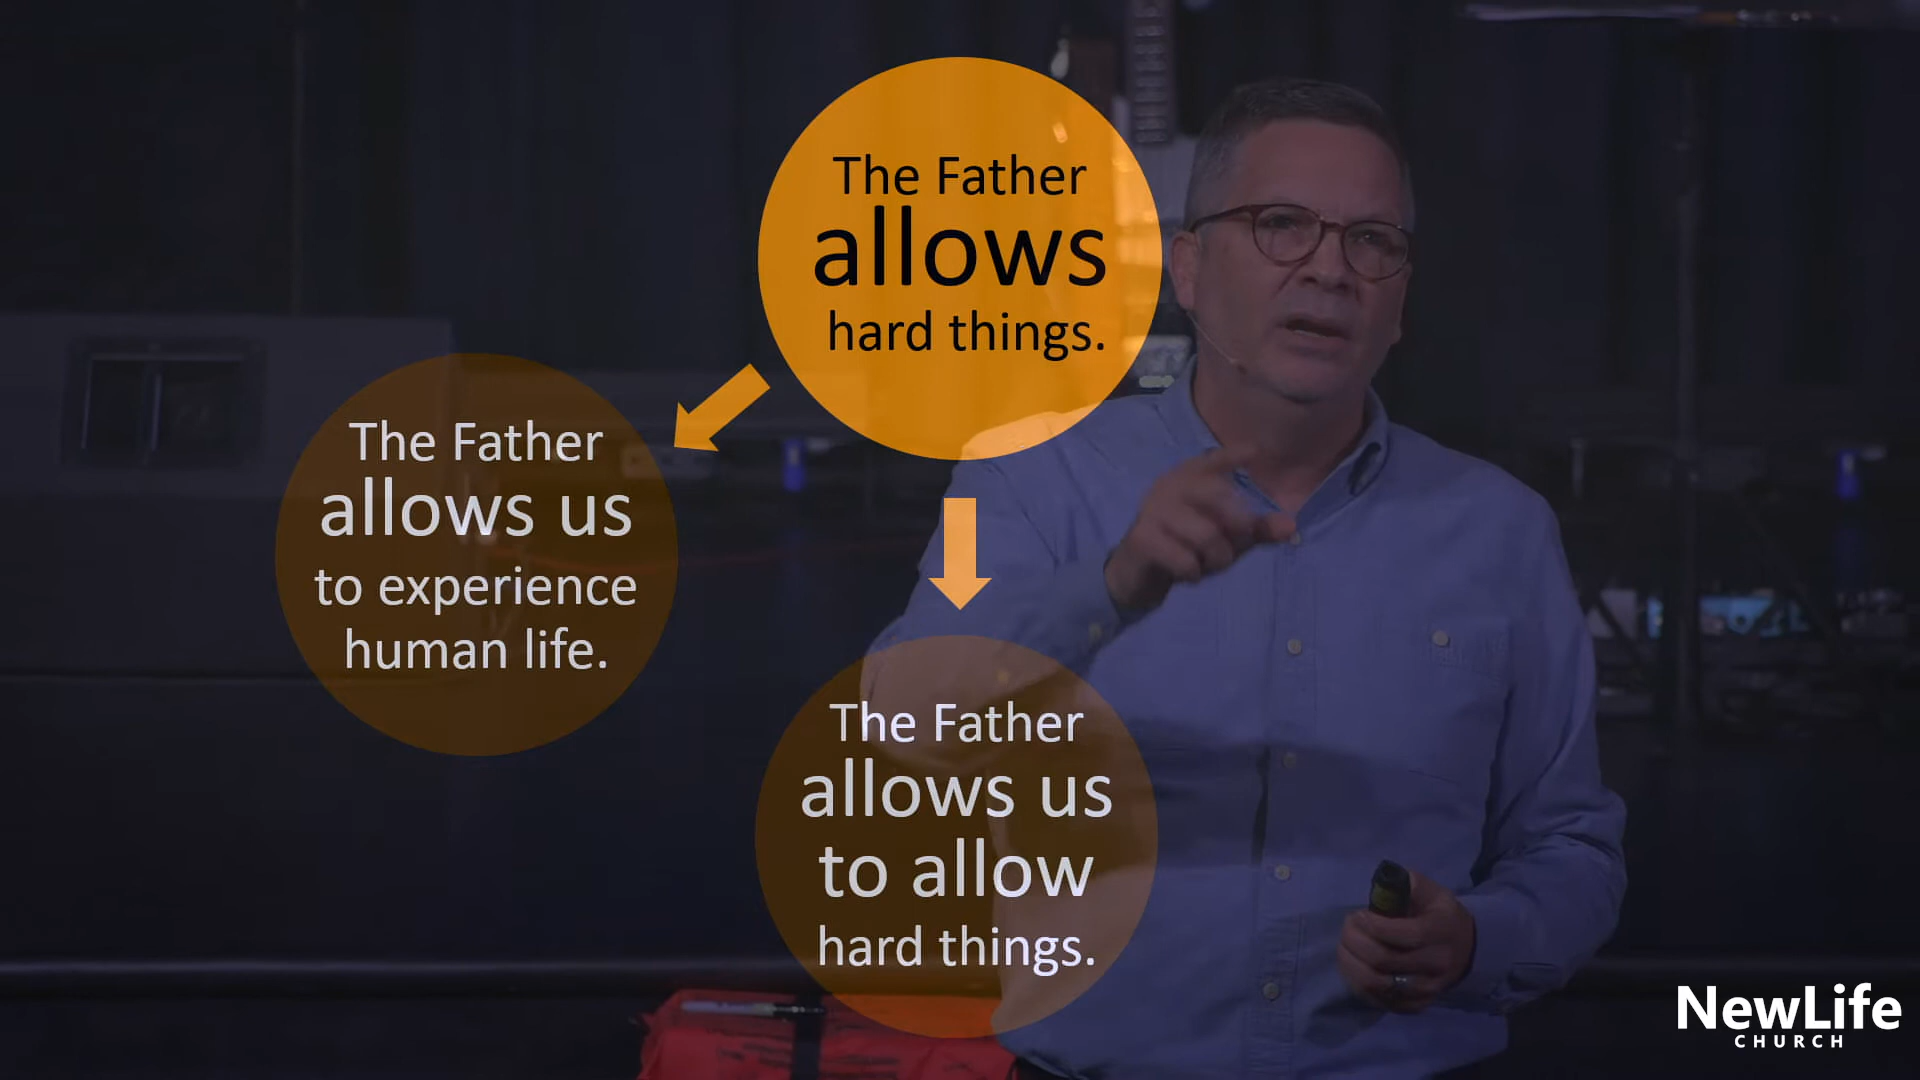 The Father
allows
hard things.
The Father
allows us
to experience
human life.
The Father
allows us
to allow
hard things.
NewLife
CHURCH